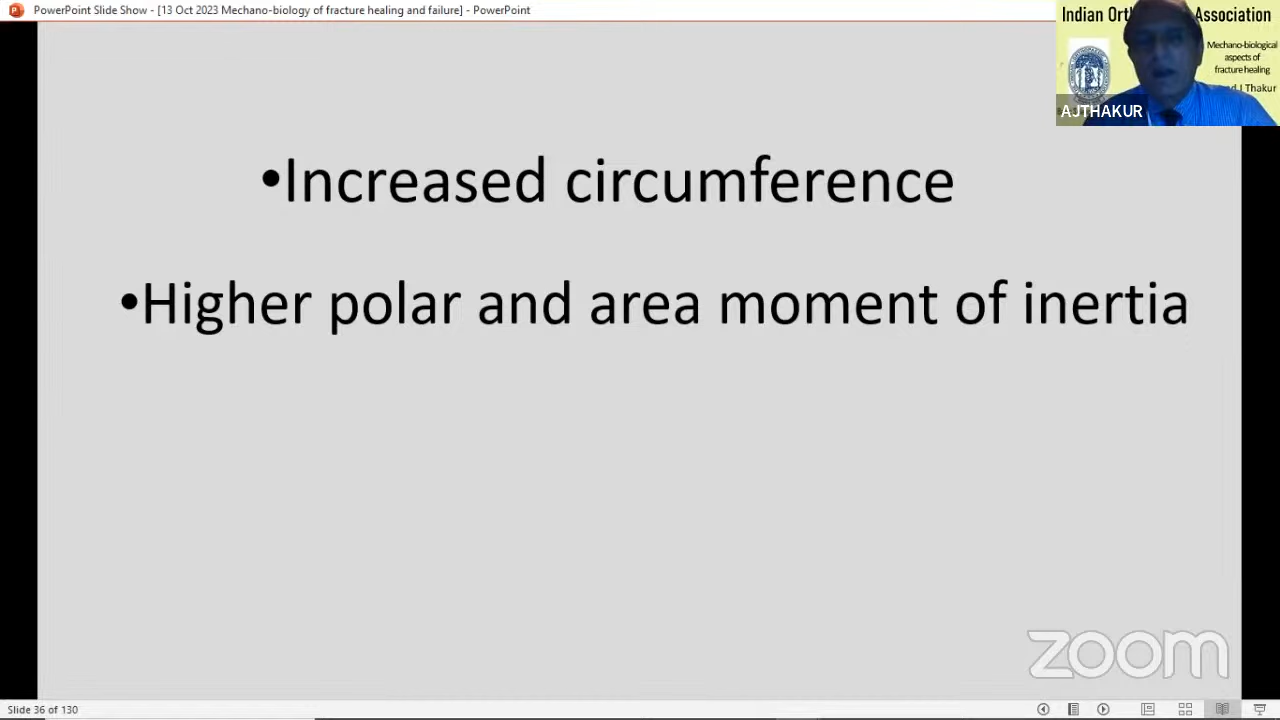 PowerPoint Slide Show - [13 Oct 2023 Mechano-biology of fracture healing and failure] - PowerPoint
Indian Association
Mechano-biological
aspects of
fracture healing
J Thakur
AJTHAKUR
•Increased circumference
•Higher polar and area moment of inertia
zoom
Slide 36 of 130